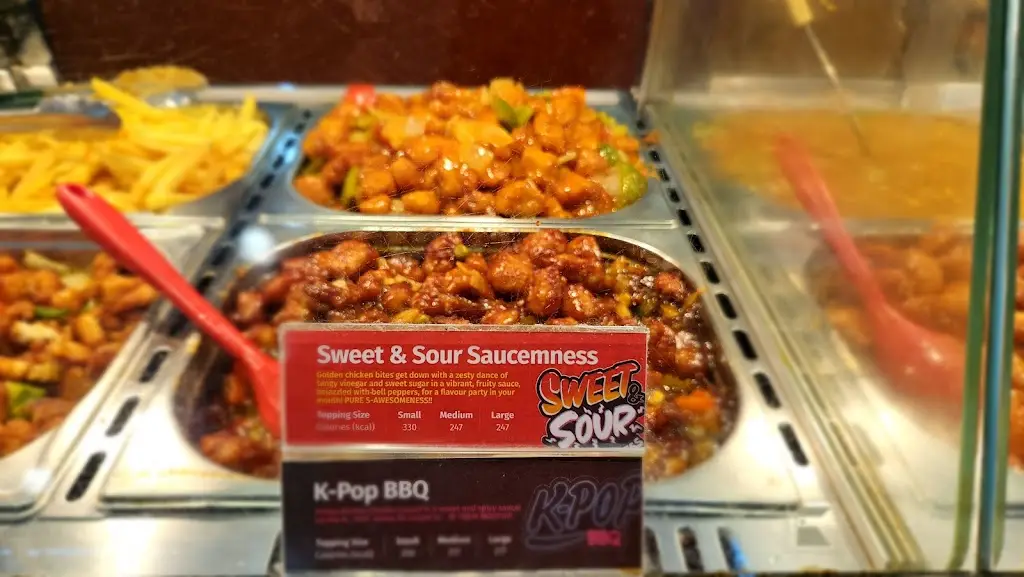 Sweet & Sour Saucemness
Golden chicken bites get down with a zesty dance of
tangy vinegar and sweet sugar in a vibrant, fruity sauce,
with bell peppers, for a flavour party in your
mouth! PURE S-AWESOMENESS!!
SWEET &
SOUR
Topping Size Small Medium Large
Calories (kcal) 330 247 247
K-Pop BBQ
K-POP
BBQ
Topping Size Small Medium Large